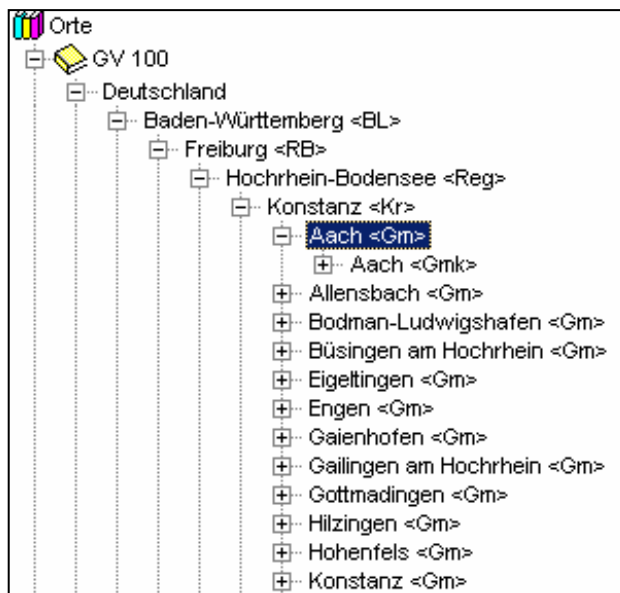 Orte
GV 100
Deutschland
Baden-Württemberg <BL>
Freiburg <RB>
Hochrhein-Bodensee <Reg>
Konstanz <Kr>
Aach <Gm>
Aach <Gmk>
Allensbach <Gm>
Bodman-Ludwigshafen <Gm>
Büsingen am Hochrhein <Gm>
Eigeltingen <Gm>
Engen <Gm>
Gaienhofen <Gm>
Gailingen am Hochrhein <Gm>
Gottmadingen <Gm>
Hilzingen <Gm>
Hohenfels <Gm>
Konstanz <Gm>